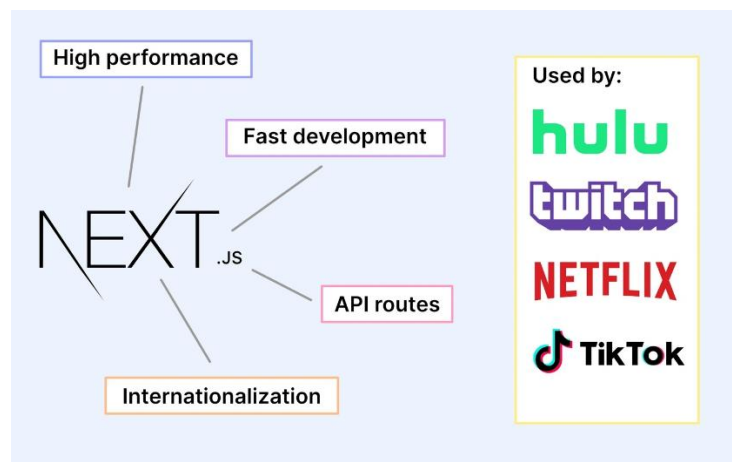 High performance
Fast development
NEXT.JS
API routes
Internationalization
Used by:
hulu
twitch
NETFLIX
TikTok